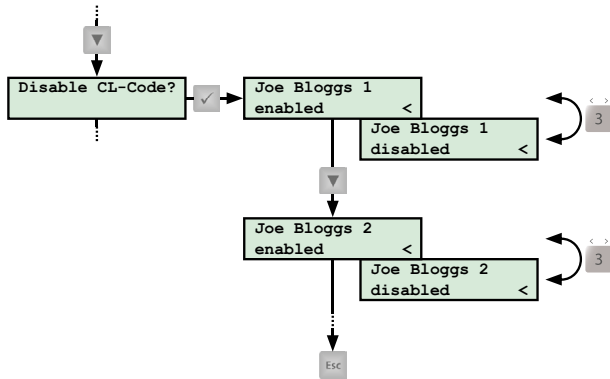 Disable CL-Code?
Joe Bloggs 1
enabled <
< >
3
Joe Bloggs 1
disabled <
Joe Bloggs 2
enabled <
< >
3
Joe Bloggs 2
disabled <
Esc